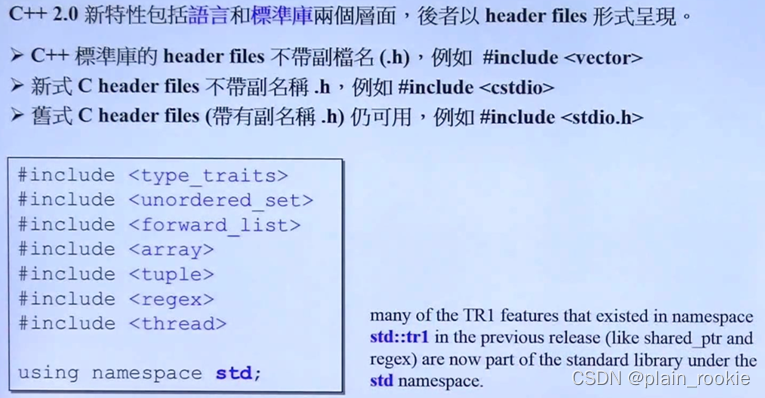 C++ 2.0 新特性包括語言和標準庫兩個層面，後者以 header files 形式呈現。
➢ C++ 標準庫的 header files 不帶副檔名 (.h)，例如 #include <vector>
➢ 新式 C header files 不帶副名稱 .h，例如 #include <cstdio>
➢ 舊式 C header files (帶有副名稱 .h) 仍可用，例如 #include <stdio.h>
#include <type_traits>
#include <unordered_set>
#include <forward_list>
#include <array>
#include <tuple>
#include <regex>
#include <thread>
using namespace std;
many of the TR1 features that existed in namespace
std::tr1 in the previous release (like shared_ptr and
regex) are now part of the standard library under the
std namespace.
CSDN @plain_rookie